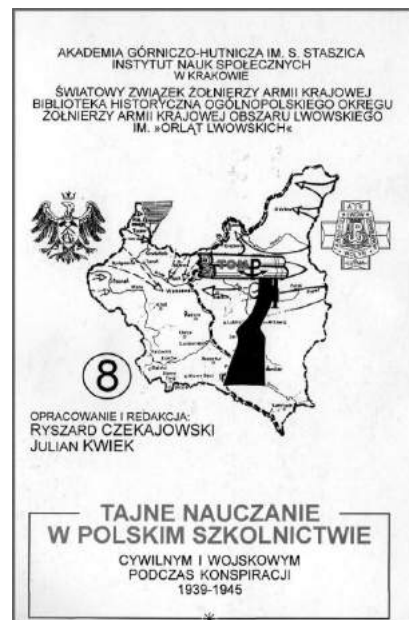 AKADEMIA GÓRNICZO-HUTNICZA IM. S. STASZICA
INSTYTUT NAUK SPOŁECZNYCH
W KRAKOWIE
ŚWIATOWY ZWIĄZEK ŻOŁNIERZY ARMII KRAJOWEJ
BIBLIOTEKA HISTORYCZNA OGÓLNOPOLSKIEGO OKRĘGU
ŻOŁNIERZY ARMII KRAJOWEJ OBSZARU LWOWSKIEGO
IM. »ORLĄT LWOWSKICH«
TOM
8
OPRACOWANIE I REDAKCJA:
RYSZARD CZEKAJOWSKI
JULIAN KWIEK
TAJNE NAUCZANIE
W POLSKIM SZKOLNICTWIE
CYWILNYM I WOJSKOWYM
PODCZAS KONSPIRACJI
1939-1945